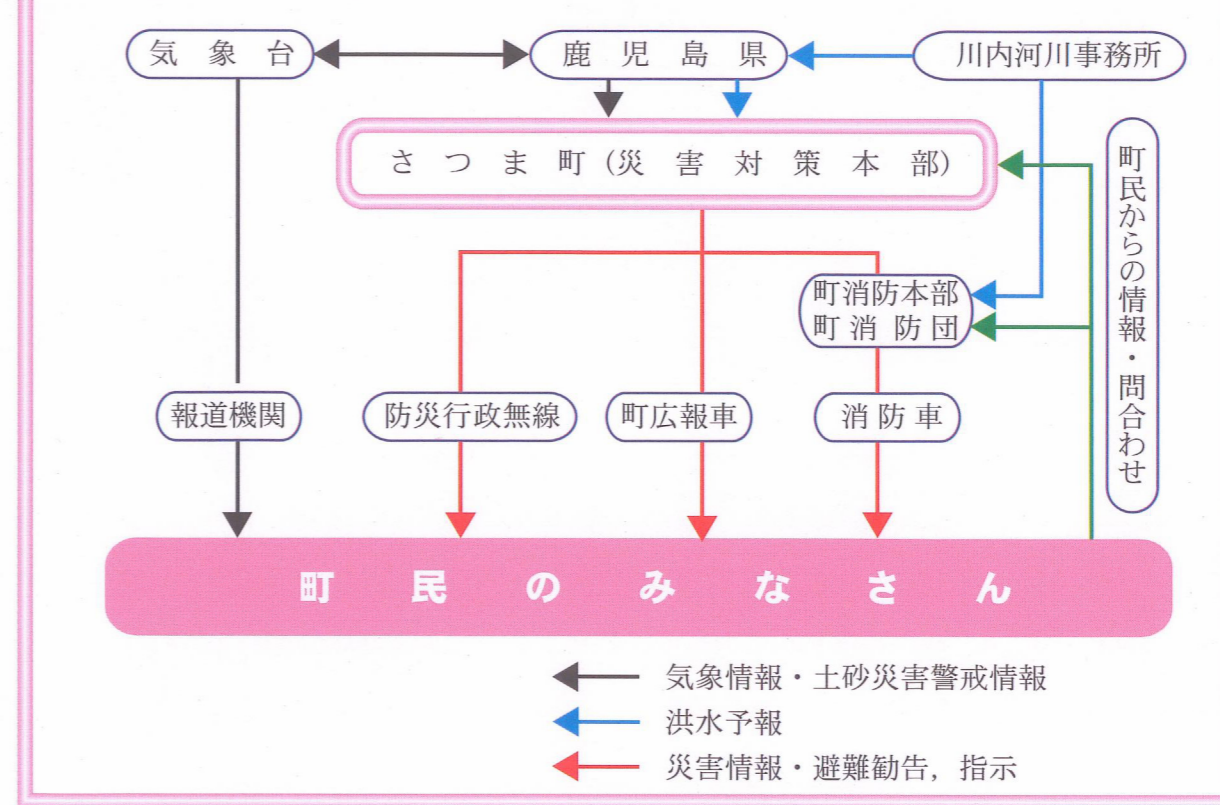 気象台
鹿児島県
川内河川事務所
さつま町(災害対策本部)
町民からの情報・問合わせ
町消防本部
町消防団
報道機関
防災行政無線
町広報車
消防車
町民のみなさん
気象情報・土砂災害警戒情報
洪水予報
災害情報・避難勧告，指示